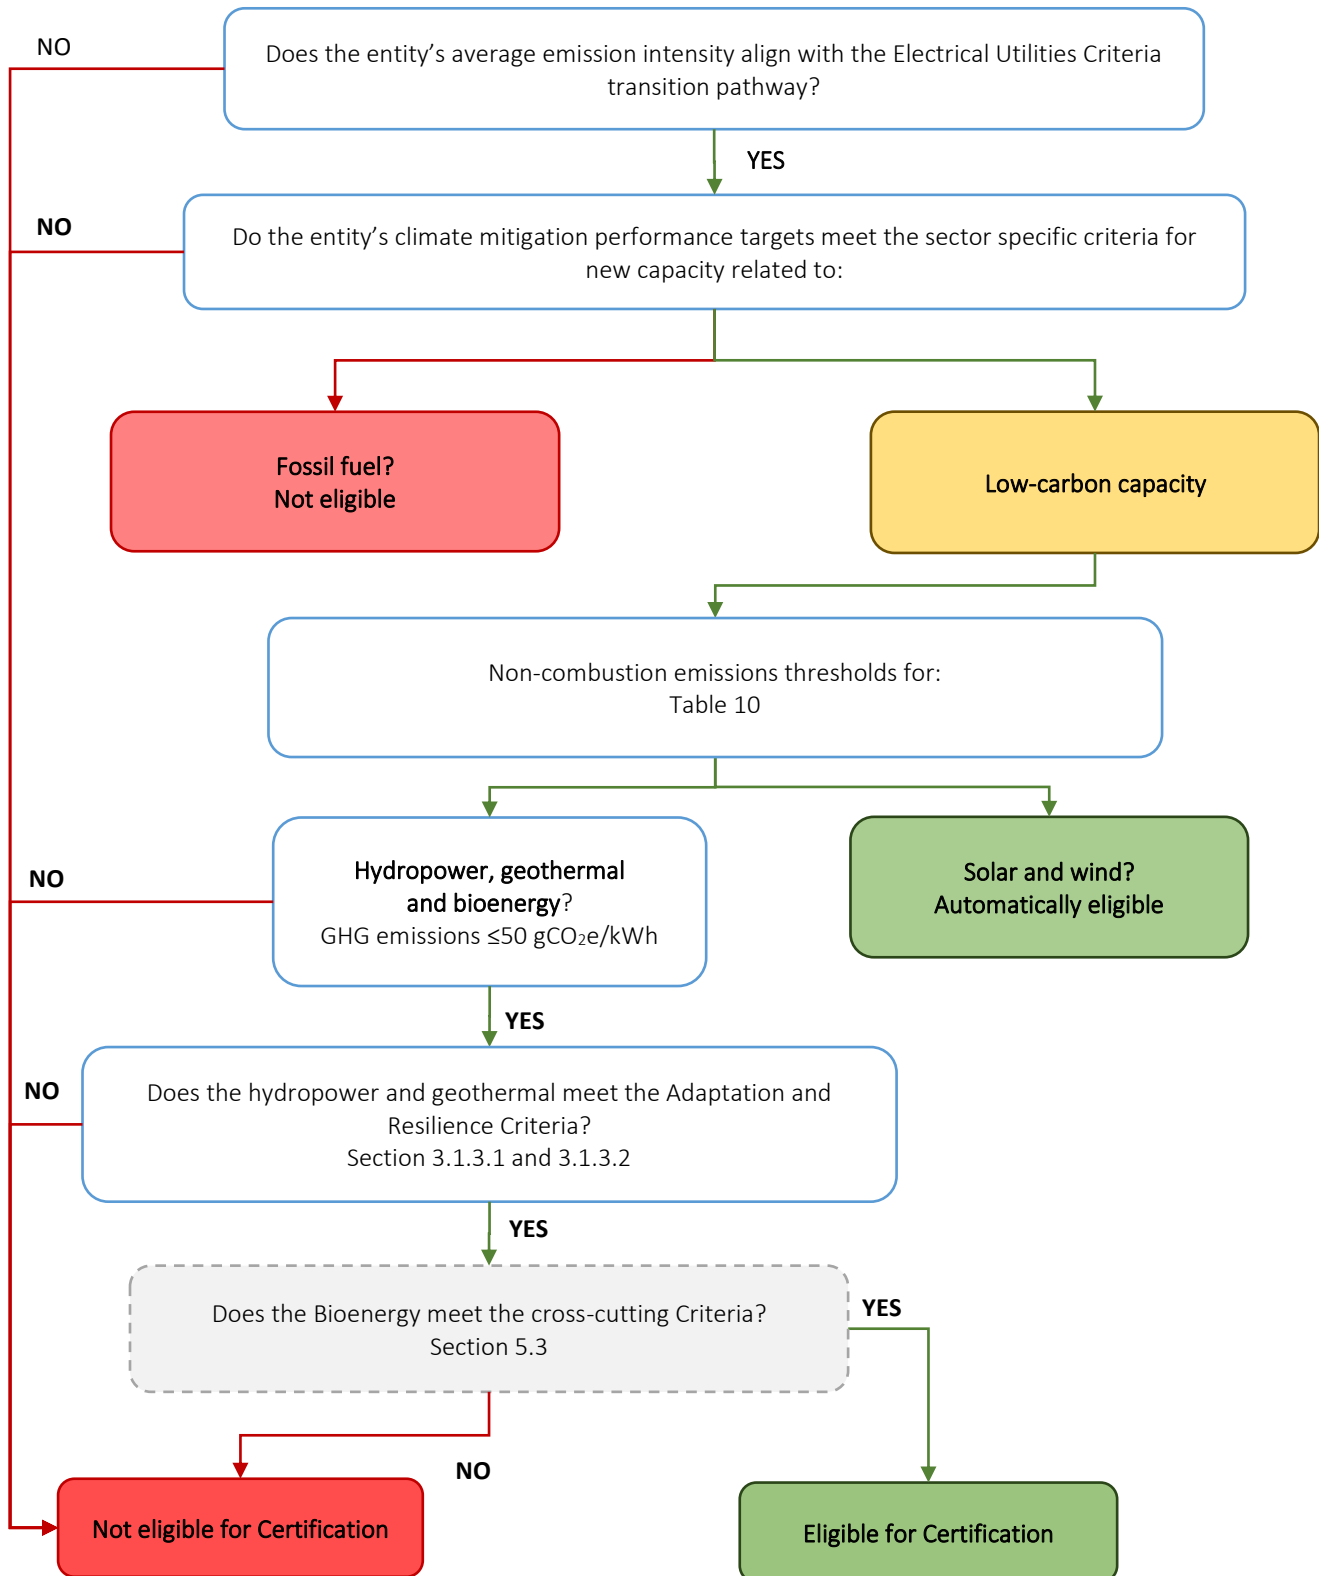 NO
Does the entity’s average emission intensity align with the Electrical Utilities Criteria
transition pathway?
YES
NO
Do the entity’s climate mitigation performance targets meet the sector specific criteria for
new capacity related to:
Fossil fuel?
Not eligible
Low-carbon capacity
Non-combustion emissions thresholds for:
Table 10
NO
Hydropower, geothermal
and bioenergy?
GHG emissions ≤50 gCO₂e/kWh
Solar and wind?
Automatically eligible
YES
NO
Does the hydropower and geothermal meet the Adaptation and
Resilience Criteria?
Section 3.1.3.1 and 3.1.3.2
YES
Does the Bioenergy meet the cross-cutting Criteria?
Section 5.3
YES
NO
Not eligible for Certification
Eligible for Certification